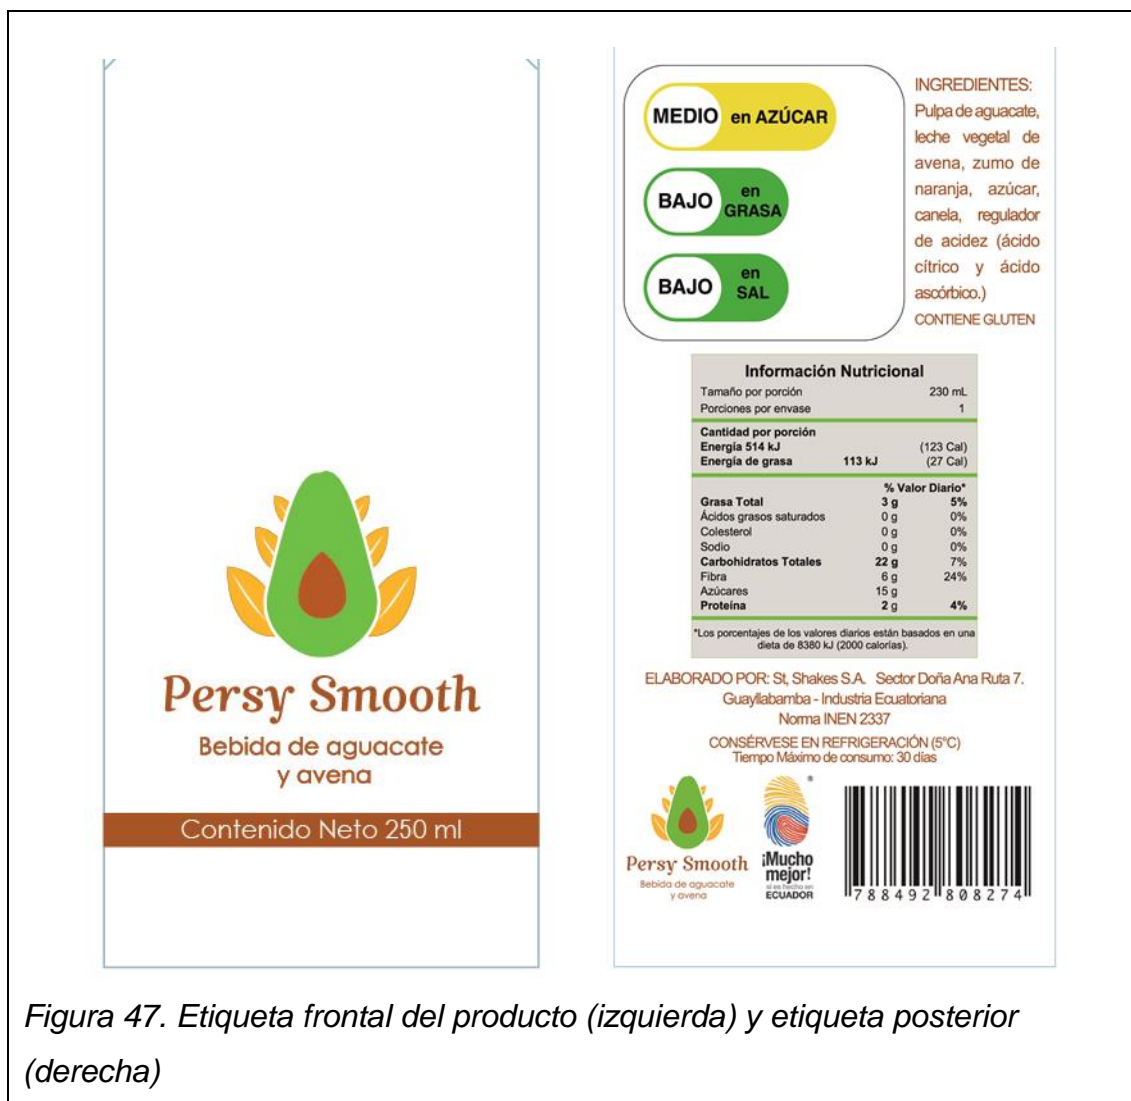 Persy Smooth
Bebida de aguacate
y avena
Contenido Neto 250 ml
MEDIO en AZÚCAR
BAJO en GRASA
BAJO en SAL
INGREDIENTES:
Pulpa de aguacate,
leche vegetal de
avena, zumo de
naranja, azúcar,
canela, regulador
de acidez (ácido
cítrico y ácido
ascórbico.)
CONTIENE GLUTEN
Información Nutricional
Tamaño por porción 230 mL
Porciones por envase 1
Cantidad por porción
Energía 514 kJ (123 Cal)
Energía de grasa 113 kJ (27 Cal)
% Valor Diario*
Grasa Total 3 g 5%
Ácidos grasos saturados 0 g 0%
Colesterol 0 g 0%
Sodio 0 g 0%
Carbohidratos Totales 22 g 7%
Fibra 6 g 24%
Azúcares 15 g
Proteína 2 g 4%
*Los porcentajes de los valores diarios están basados en una
dieta de 8380 kJ (2000 calorías).
ELABORADO POR: St, Shakes S.A. Sector Doña Ana Ruta 7.
Guayllabamba - Industria Ecuatoriana
Norma INEN 2337
CONSÉRVESE EN REFRIGERACIÓN (5°C)
Tiempo Máximo de consumo: 30 días
Persy Smooth
Bebida de aguacate
y avena
®
¡Mucho
mejor!
si es hecho en
ECUADOR
788492 808274
Figura 47. Etiqueta frontal del producto (izquierda) y etiqueta posterior
(derecha)